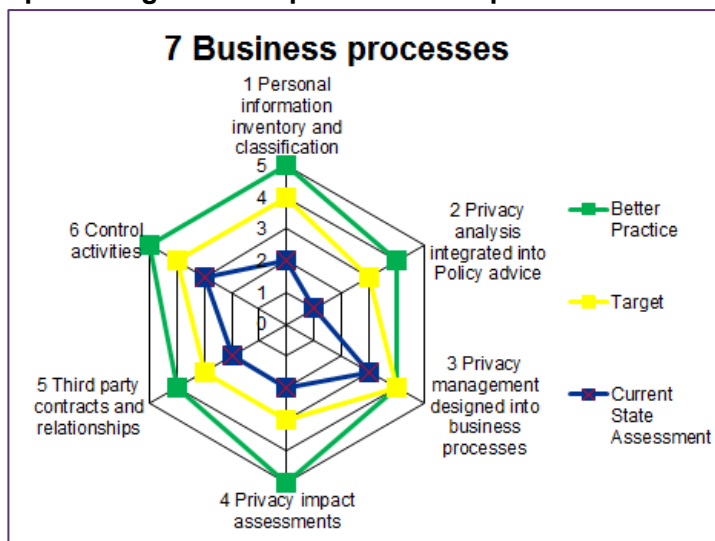 7 Business processes
1 Personal
information
inventory and
classification
5
4
3
2
1
0
2 Privacy
analysis
integrated into
Policy advice
3 Privacy
management
designed into
business
processes
4 Privacy impact
assessments
5 Third party
contracts and
relationships
6 Control
activities
Better
Practice
Target
Current
State
Assessment